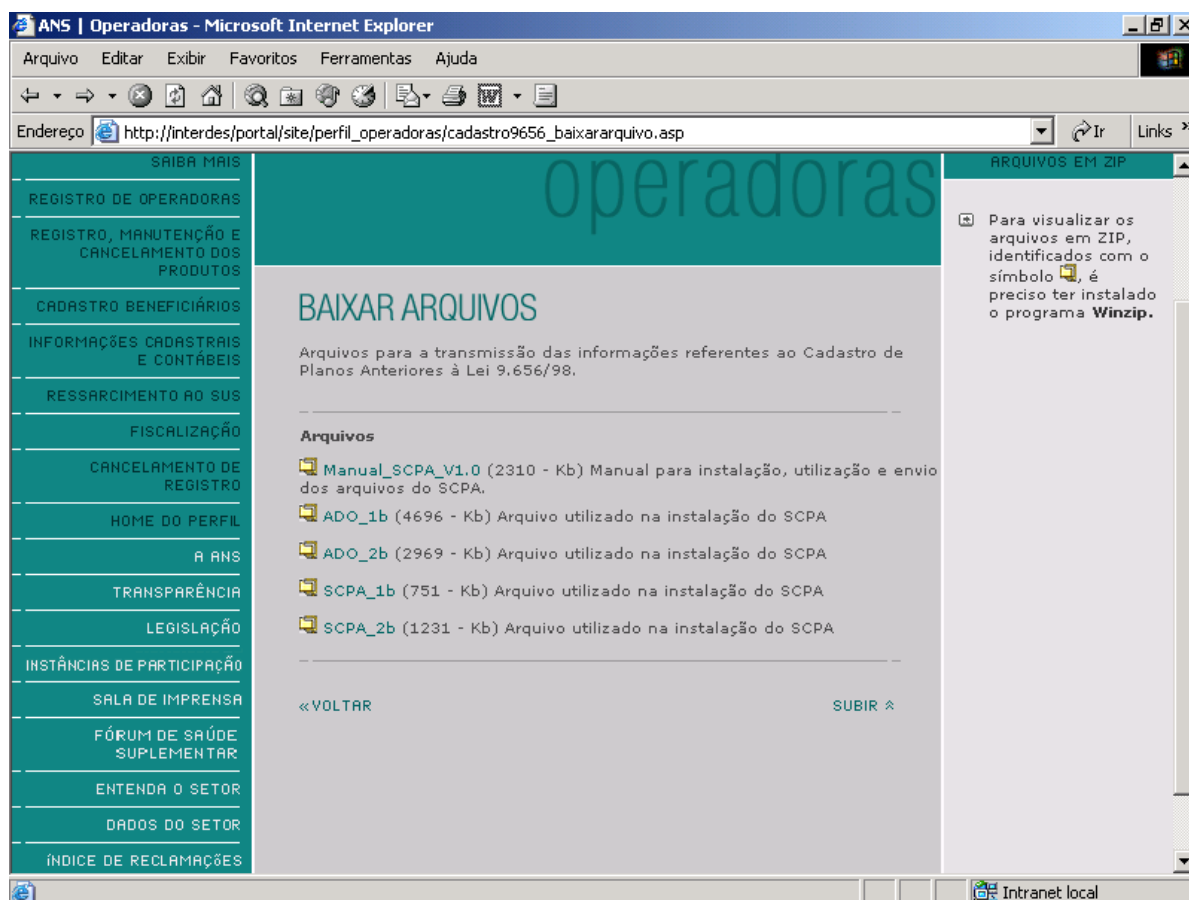 ANS | Operadoras - Microsoft Internet Explorer
Arquivo Editar Exibir Favoritos Ferramentas Ajuda
Endereço http://interdes/portal/site/perfil_operadoras/cadastro9656_baixararquivo.asp Ir Links »
SAIBA MAIS
REGISTRO DE OPERADORAS
REGISTRO, MANUTENÇÃO E
CANCELAMENTO DOS
PRODUTOS
CADASTRO BENEFICIÁRIOS
INFORMAÇÕES CADASTRAIS
E CONTÁBEIS
RESSARCIMENTO AO SUS
FISCALIZAÇÃO
CANCELAMENTO DE
REGISTRO
HOME DO PERFIL
A ANS
TRANSPARÊNCIA
LEGISLAÇÃO
INSTÂNCIAS DE PARTICIPAÇÃO
SALA DE IMPRENSA
FÓRUM DE SAÚDE
SUPLEMENTAR
ENTENDA O SETOR
DADOS DO SETOR
ÍNDICE DE RECLAMAÇÕES
operadoras
BAIXAR ARQUIVOS
Arquivos para a transmissão das informações referentes ao Cadastro de
Planos Anteriores à Lei 9.656/98.
Arquivos
Manual_SCPA_V1.0 (2310 - Kb) Manual para instalação, utilização e envio
dos arquivos do SCPA.
ADO_1b (4696 - Kb) Arquivo utilizado na instalação do SCPA
ADO_2b (2969 - Kb) Arquivo utilizado na instalação do SCPA
SCPA_1b (751 - Kb) Arquivo utilizado na instalação do SCPA
SCPA_2b (1231 - Kb) Arquivo utilizado na instalação do SCPA
«VOLTAR SUBIR
ARQUIVOS EM ZIP
Para visualizar os
arquivos em ZIP,
identificados com o
símbolo , é
preciso ter instalado
o programa Winzip.
Intranet local